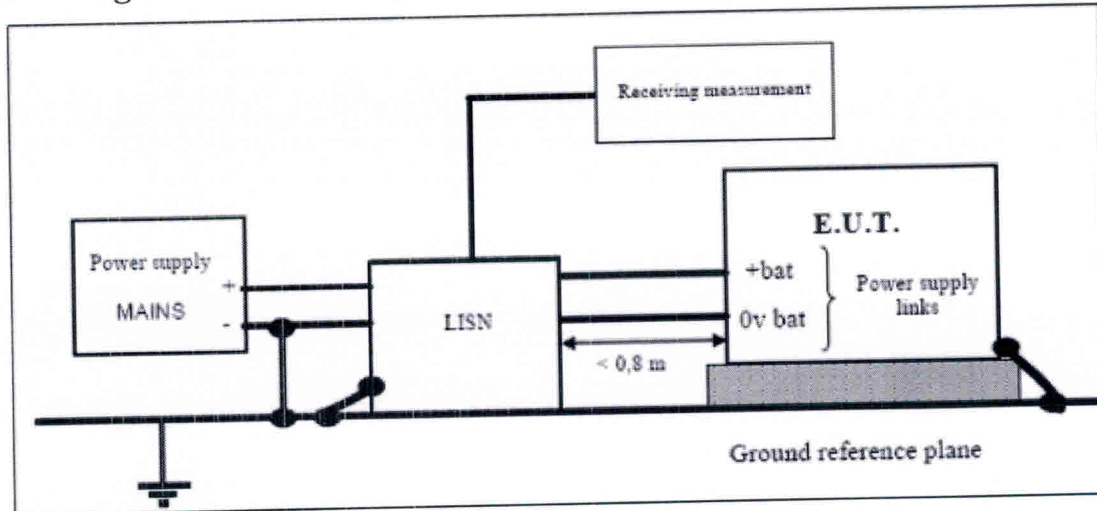 Receiving measurement
Power supply
MAINS
+
-
LISN
E.U.T.
+bat
0v bat
Power supply
links
< 0,8 m
Ground reference plane